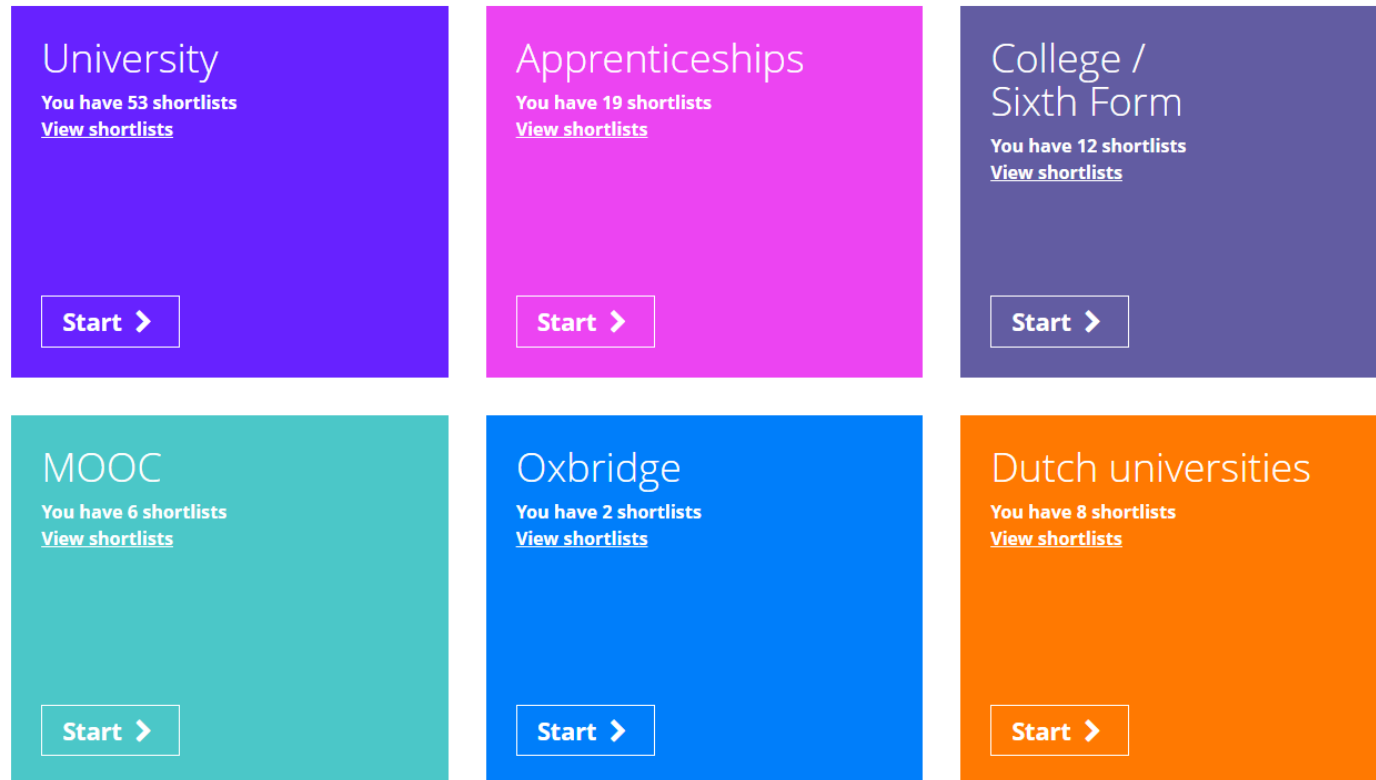 University
You have 53 shortlists
View shortlists
Start
Apprenticeships
You have 19 shortlists
View shortlists
Start
College /
Sixth Form
You have 12 shortlists
View shortlists
Start
MOOC
You have 6 shortlists
View shortlists
Start
Oxbridge
You have 2 shortlists
View shortlists
Start
Dutch universities
You have 8 shortlists
View shortlists
Start